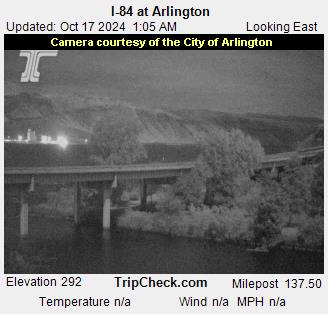 I-84 at Arlington
Updated: Oct 17 2024 1:05 AM Looking East
Camera courtesy of the City of Arlington
Elevation 292 TripCheck.com Milepost 137.50
Temperature n/a Wind n/a MPH n/a